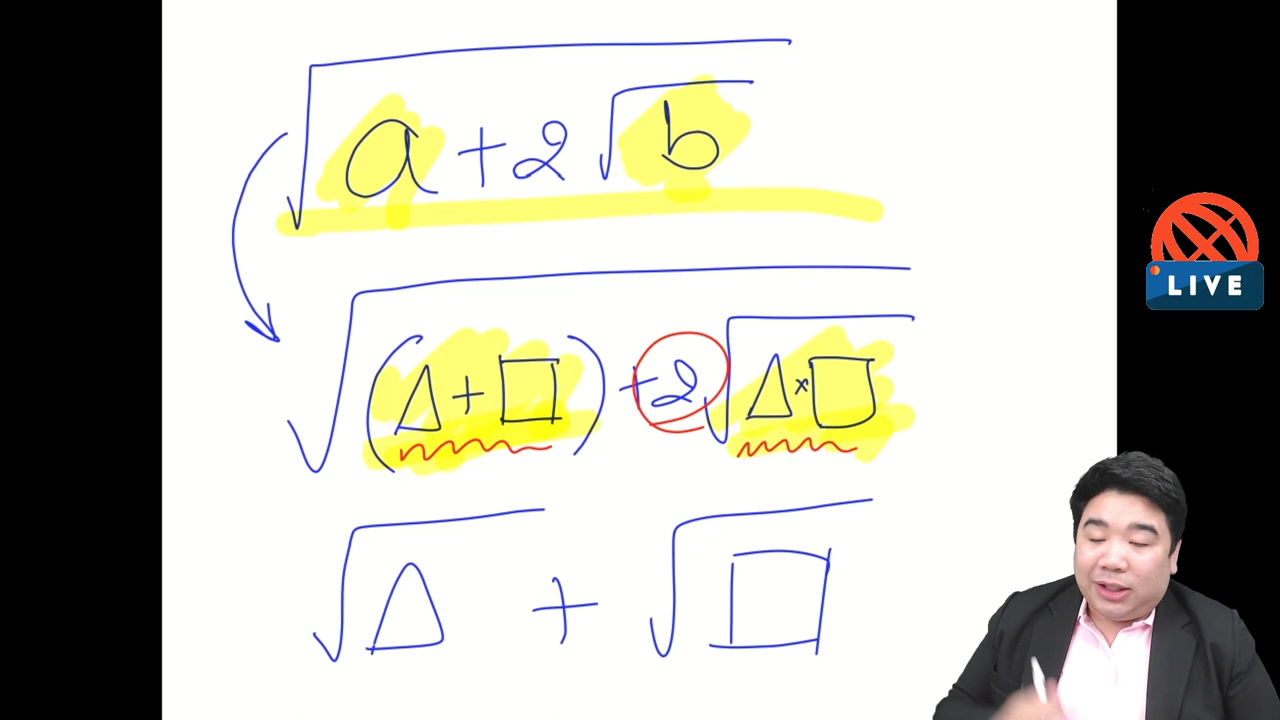 √(a + 2√b)
√((△ + □) + 2√(△ × □))
√△ + √□
LIVE